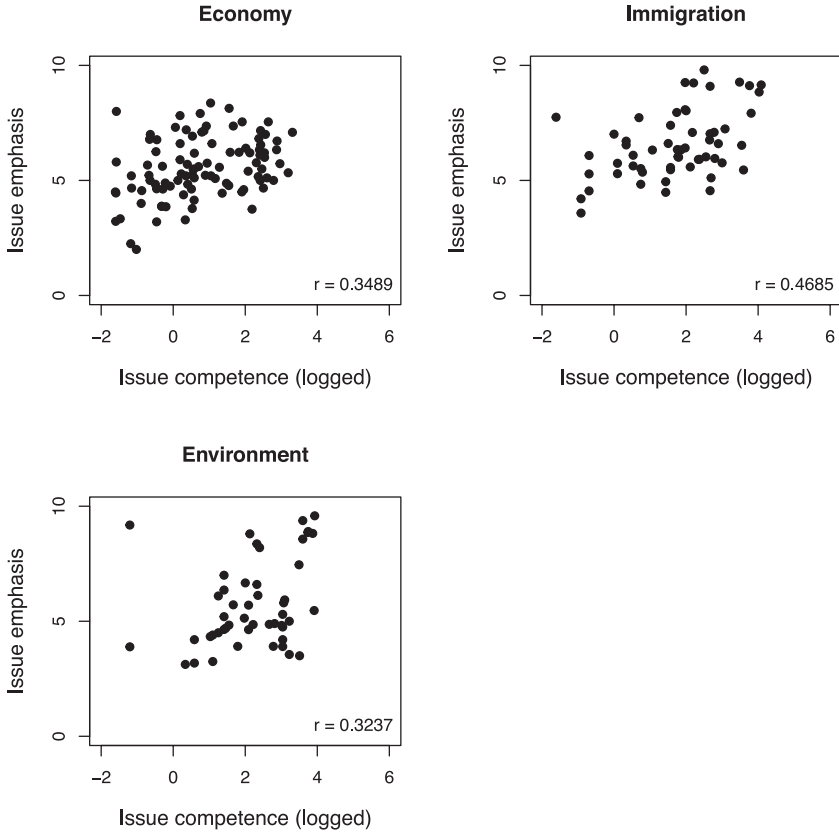 Economy
Issue emphasis
10
5
0
r = 0.3489
−2 0 2 4 6
Issue competence (logged)
Immigration
Issue emphasis
10
5
0
r = 0.4685
−2 0 2 4 6
Issue competence (logged)
Environment
Issue emphasis
10
5
0
r = 0.3237
−2 0 2 4 6
Issue competence (logged)